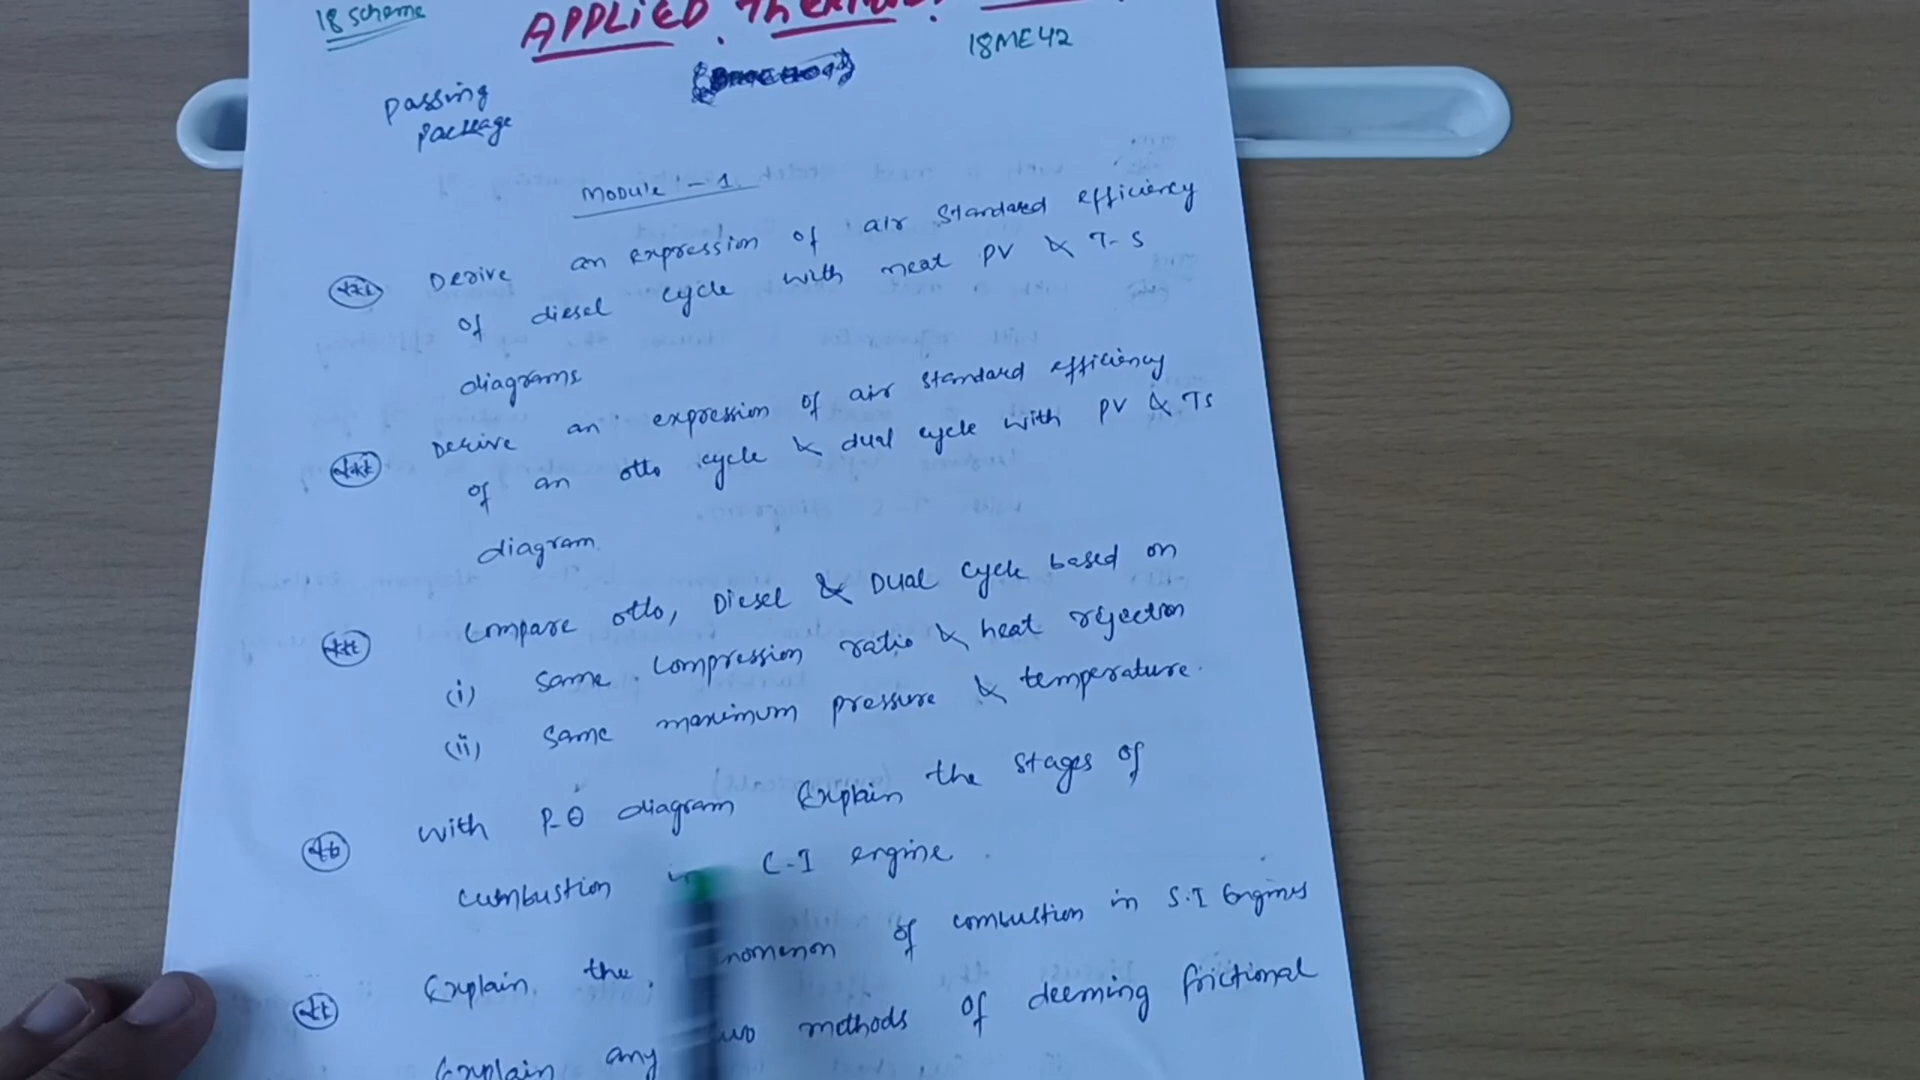 18 scheme
APPLIED
18ME42
Passing
Package
Module :- 1.
Derive an expression of air standard efficiency
of diesel cycle with neat PV & T-S
diagrams
Derive an expression of air standard efficiency
of an otto cycle & dual cycle with PV & TS
diagram
Compare otto, Diesel & Dual cycle based on
(i) same compression ratio & heat rejection
(ii) same maximum pressure & temperature.
with P-θ diagram Explain the stages of
cumbustion in C-I engine.
Explain the nomenon of combustion in S.I Engines
Explain any two methods of deeming frictional